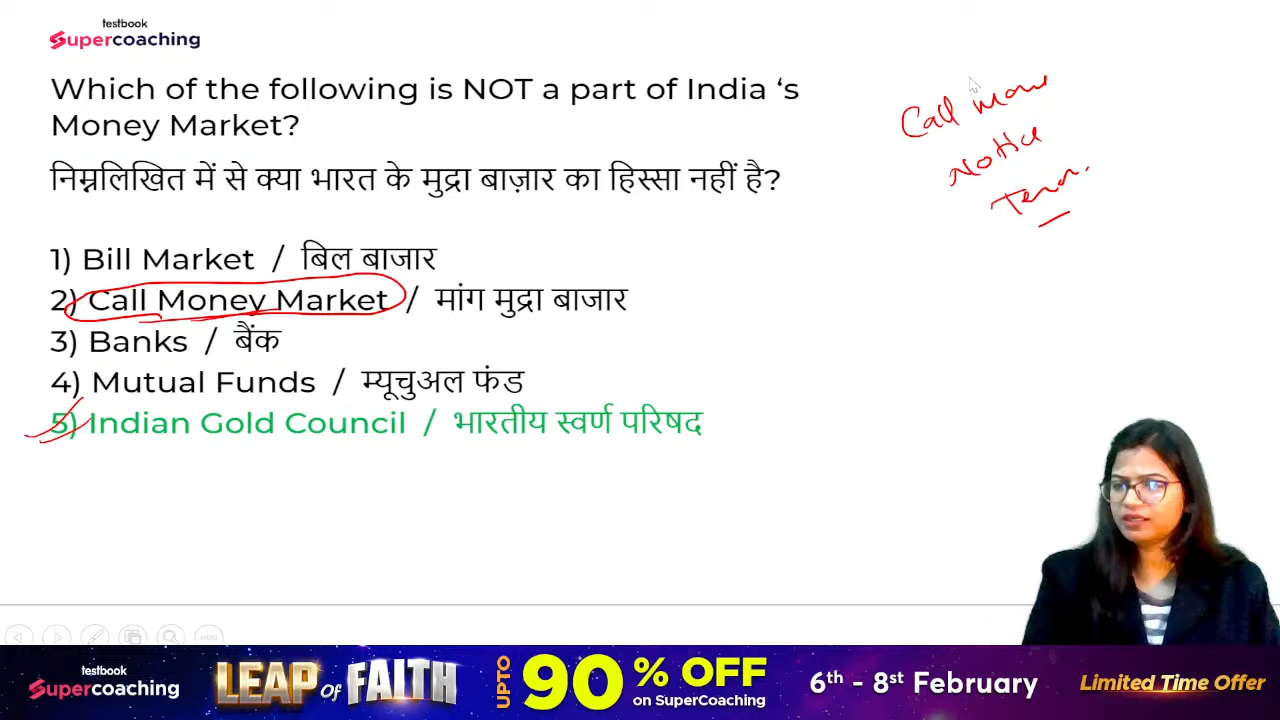 testbook
Supercoaching
Which of the following is NOT a part of India ‘s
Money Market?
निम्नलिखित में से क्या भारत के मुद्रा बाज़ार का हिस्सा नहीं है?
1) Bill Market / बिल बाजार
2) Call Money Market / मांग मुद्रा बाजार
3) Banks / बैंक
4) Mutual Funds / म्यूचुअल फंड
5) Indian Gold Council / भारतीय स्वर्ण परिषद
Call
Notice
testbook
Supercoaching
LEAP OF FAITH
UPTO 90% OFF
on SuperCoaching
6th - 8st February
Limited Time Offer